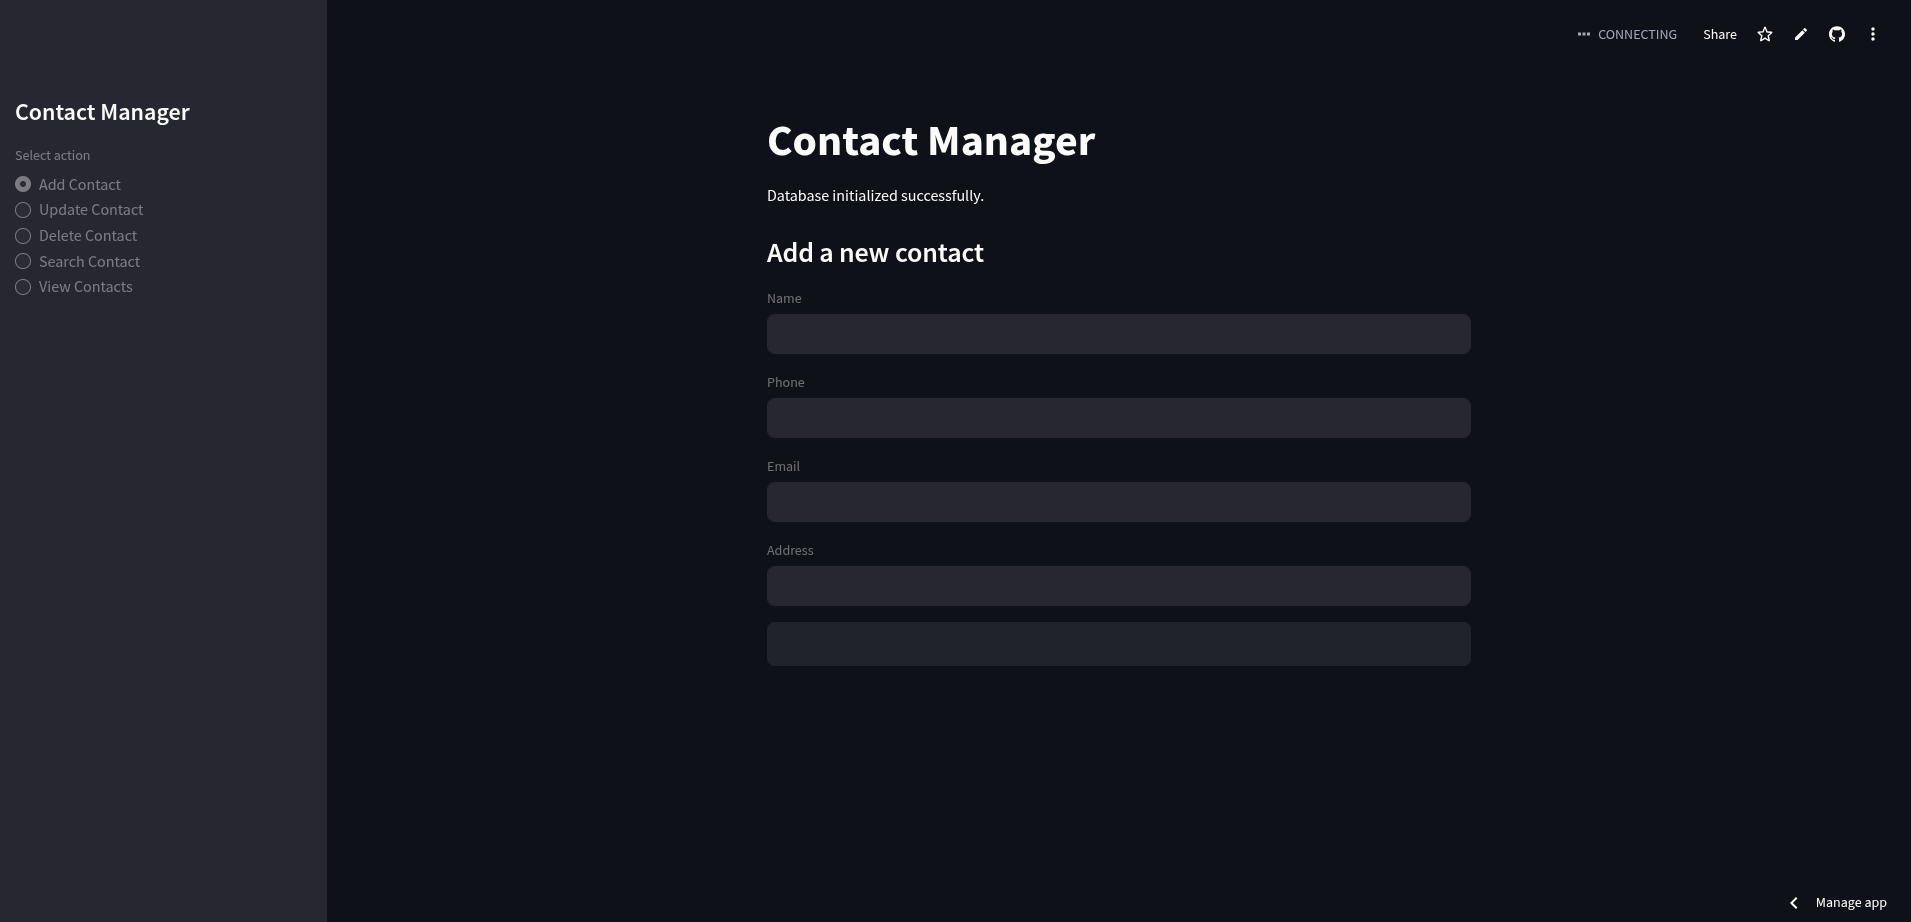 CONNECTING
Share
Contact Manager
Select action
Add Contact
Update Contact
Delete Contact
Search Contact
View Contacts
Contact Manager
Database initialized successfully.
Add a new contact
Name
Phone
Email
Address
Manage app